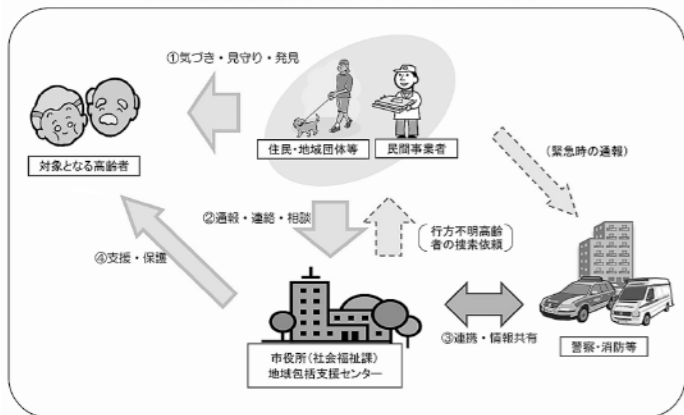 ①気づき・見守り・発見
住民・地域団体等
民間事業者
(緊急時の通報)
対象となる高齢者
②通報・連絡・相談
行方不明高齢
者の捜索依頼
④支援・保護
③連携・情報共有
警察・消防等
市役所(社会福祉課)
地域包括支援センター